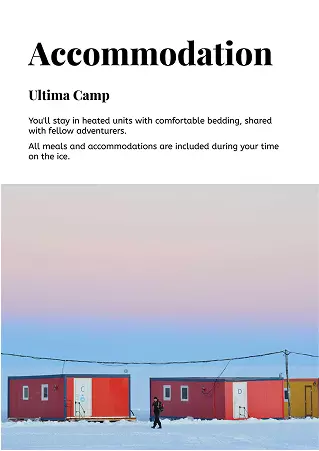 Accommodation
Ultima Camp
You'll stay in heated units with comfortable bedding, shared
with fellow adventurers.
All meals and accommodations are included during your time
on the ice.
C
D